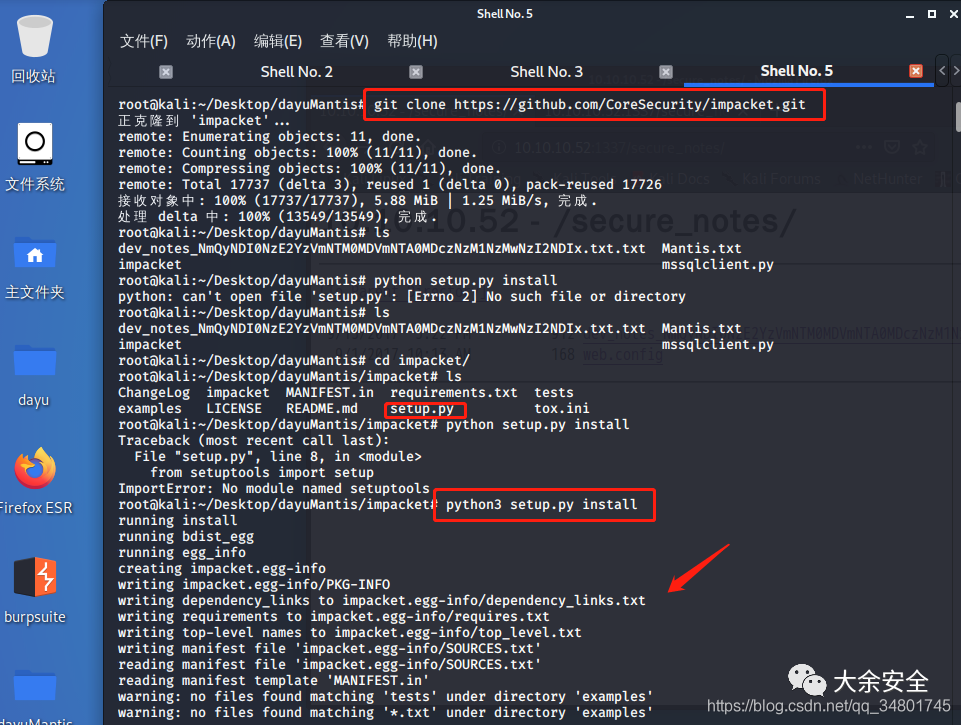 Shell No. 5
文件(F) 动作(A) 编辑(E) 查看(V) 帮助(H)
Shell No. 2 Shell No. 3 Shell No. 5
回收站
文件系统
主文件夹
dayu
Firefox ESR
burpsuite
dayuMantis
root@kali:~/Desktop/dayuMantis# git clone https://github.com/CoreSecurity/impacket.git
正克隆到 'impacket'...
remote: Enumerating objects: 11, done.
remote: Counting objects: 100% (11/11), done.
remote: Compressing objects: 100% (11/11), done.
remote: Total 17737 (delta 3), reused 1 (delta 0), pack-reused 17726
接收对象中: 100% (17737/17737), 5.88 MiB | 1.25 MiB/s, 完成.
处理 delta 中: 100% (13549/13549), 完成.
root@kali:~/Desktop/dayuMantis# ls
dev_notes_NmQyNDI0NzE2YzVmNTM0MDVmNTA0MDczNzM1NzMwNzI2NDIx.txt.txt Mantis.txt
impacket mssqlclient.py
root@kali:~/Desktop/dayuMantis# python setup.py install
python: can't open file 'setup.py': [Errno 2] No such file or directory
root@kali:~/Desktop/dayuMantis# ls
dev_notes_NmQyNDI0NzE2YzVmNTM0MDVmNTA0MDczNzM1NzMwNzI2NDIx.txt.txt Mantis.txt
impacket mssqlclient.py
root@kali:~/Desktop/dayuMantis# cd impacket/
root@kali:~/Desktop/dayuMantis/impacket# ls
ChangeLog impacket MANIFEST.in requirements.txt tests
examples LICENSE README.md setup.py tox.ini
root@kali:~/Desktop/dayuMantis/impacket# python setup.py install
Traceback (most recent call last):
File "setup.py", line 8, in <module>
from setuptools import setup
ImportError: No module named setuptools
root@kali:~/Desktop/dayuMantis/impacket# python3 setup.py install
running install
running bdist_egg
running egg_info
creating impacket.egg-info
writing impacket.egg-info/PKG-INFO
writing dependency_links to impacket.egg-info/dependency_links.txt
writing requirements to impacket.egg-info/requires.txt
writing top-level names to impacket.egg-info/top_level.txt
writing manifest file 'impacket.egg-info/SOURCES.txt'
reading manifest file 'impacket.egg-info/SOURCES.txt'
reading manifest template 'MANIFEST.in'
warning: no files found matching 'tests' under directory 'examples'
warning: no files found matching '*.txt' under directory 'examples'
10.10.10.52
Docs Kali Forums NetHunter
10.10.52 - /secure_notes/
168 web.config
大余安全
https://blog.csdn.net/qq_34801745